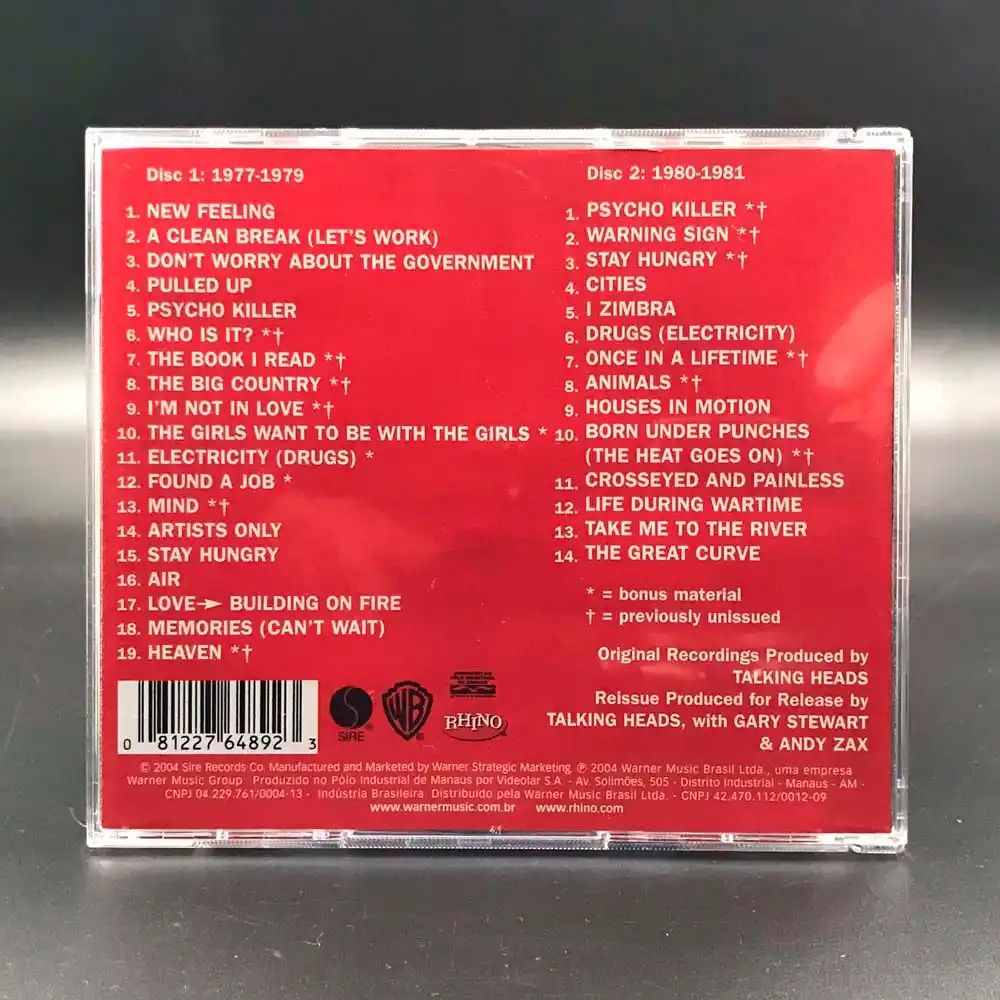 Disc 1: 1977-1979
1. NEW FEELING
2. A CLEAN BREAK (LET'S WORK)
3. DON'T WORRY ABOUT THE GOVERNMENT
4. PULLED UP
5. PSYCHO KILLER
6. WHO IS IT? *†
7. THE BOOK I READ *†
8. THE BIG COUNTRY *†
9. I'M NOT IN LOVE *†
10. THE GIRLS WANT TO BE WITH THE GIRLS *
11. ELECTRICITY (DRUGS) *
12. FOUND A JOB *
13. MIND *†
14. ARTISTS ONLY
15. STAY HUNGRY
16. AIR
17. LOVE➛ BUILDING ON FIRE
18. MEMORIES (CAN'T WAIT)
19. HEAVEN *†
Disc 2: 1980-1981
1. PSYCHO KILLER *†
2. WARNING SIGN *†
3. STAY HUNGRY *†
4. CITIES
5. I ZIMBRA
6. DRUGS (ELECTRICITY)
7. ONCE IN A LIFETIME *†
8. ANIMALS *†
9. HOUSES IN MOTION
10. BORN UNDER PUNCHES
(THE HEAT GOES ON) *†
11. CROSSEYED AND PAINLESS
12. LIFE DURING WARTIME
13. TAKE ME TO THE RIVER
14. THE GREAT CURVE
* = bonus material
† = previously unissued
Original Recordings Produced by
TALKING HEADS
Reissue Produced for Release by
TALKING HEADS, with GARY STEWART
& ANDY ZAX
0 81227 64892 3
SIRE®
WB®
RHINO
© 2004 Sire Records Co. Manufactured and Marketed by Warner Strategic Marketing. ℗ 2004 Warner Music Brasil Ltda., uma empresa
Warner Music Group. Produzido no Pólo Industrial de Manaus por Videolar S.A. - Av. Solimões, 505 - Distrito Industrial - Manaus - AM -
CNPJ 04.229.761/0004-13 - Indústria Brasileira. Distribuído pela Warner Music Brasil Ltda. - CNPJ 42.470.112/0012-09
www.warnermusic.com.br www.rhino.com